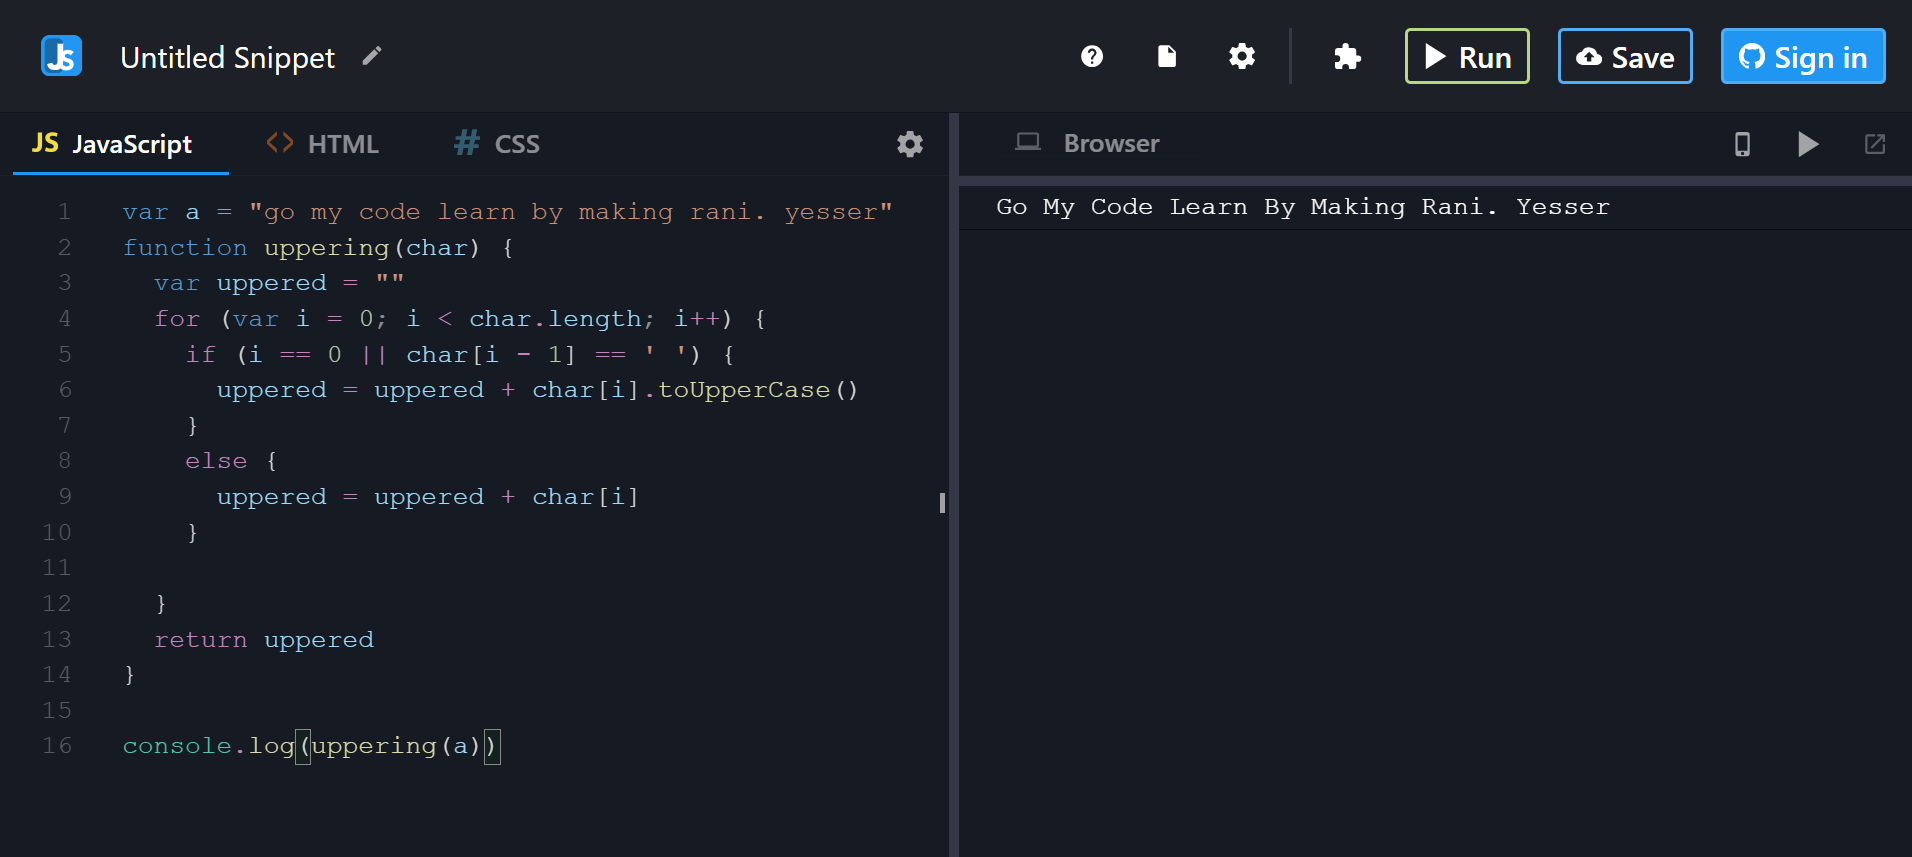 JS Untitled Snippet Run Save Sign in
JS JavaScript <> HTML # CSS Browser
1 var a = "go my code learn by making rani. yesser"
2 function uppering(char) {
3   var uppered = ""
4   for (var i = 0; i < char.length; i++) {
5     if (i == 0 || char[i - 1] == ' ') {
6       uppered = uppered + char[i].toUpperCase()
7     }
8     else {
9       uppered = uppered + char[i]
10     }
11
12   }
13   return uppered
14 }
15
16 console.log(uppering(a))
Go My Code Learn By Making Rani. Yesser